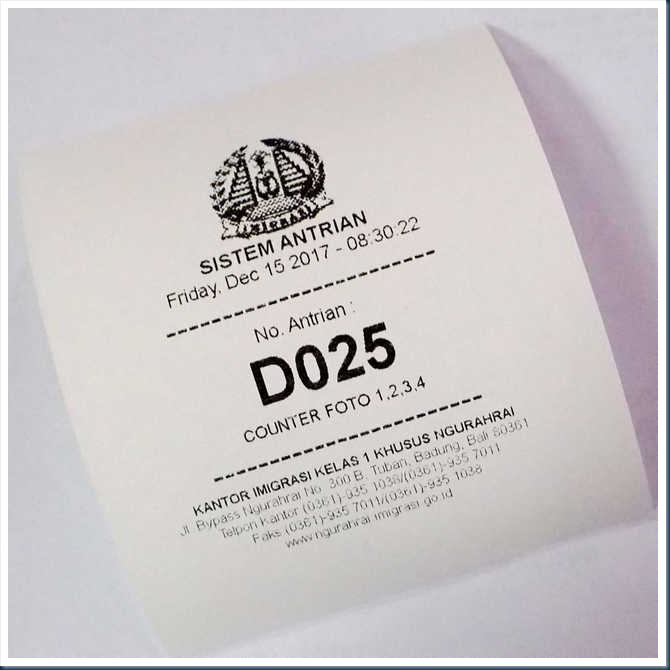 IMIGRASI
SISTEM ANTRIAN
Friday, Dec 15 2017 - 08:30:22
No. Antrian :
D025
COUNTER FOTO 1,2,3,4
KANTOR IMIGRASI KELAS 1 KHUSUS NGURAHRAI
Jl. Bypass Ngurahrai No. 300 B. Tuban, Badung, Bali 80361
Telpon Kantor (0361)-935 1038/(0361)-935 7011
Faks (0361)-935 7011/(0361)-935 1038
www.ngurahrai.imigrasi.go.id